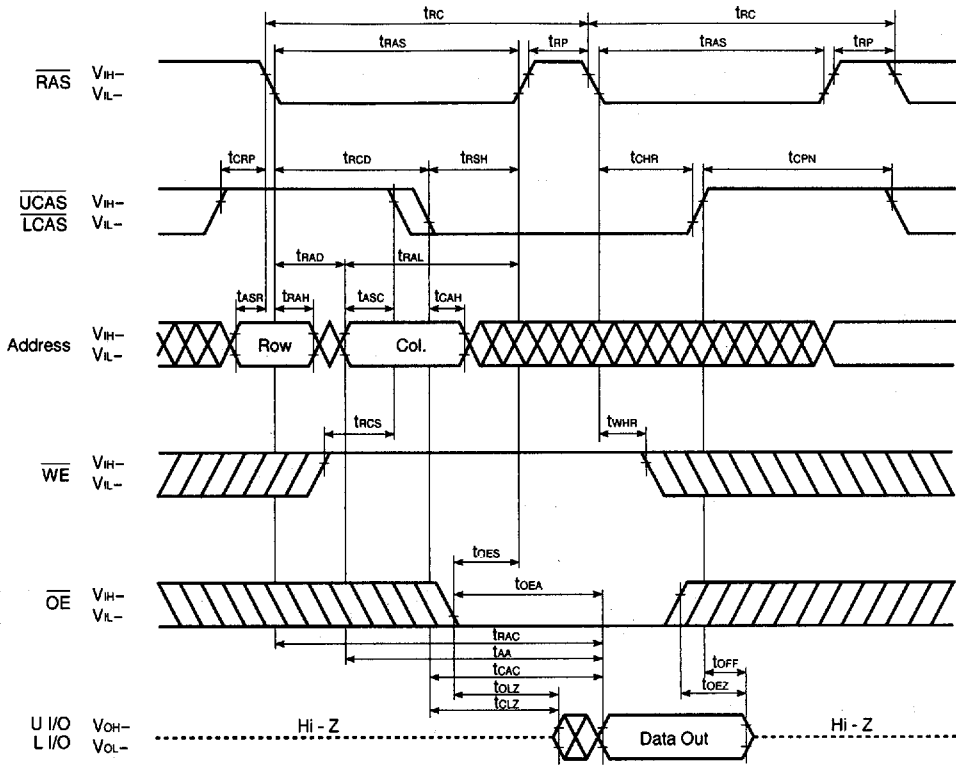 tRC tRC
tRAS tRP tRAS tRP
RAS VIH–
VIL–
tCRP tRCD tRSH tCHR tCPN
UCAS VIH–
LCAS VIL–
tRAD tRAL
tASR tRAH tASC tCAH
Address VIH–
VIL–
Row Col.
tRCS tWHR
WE VIH–
VIL–
tOES
tOEA
OE VIH–
VIL–
tRAC
tAA
tCAC
tOFF
tOLZ tOEZ
tCLZ
U I/O VOH–
L I/O VOL–
Hi - Z Data Out Hi - Z